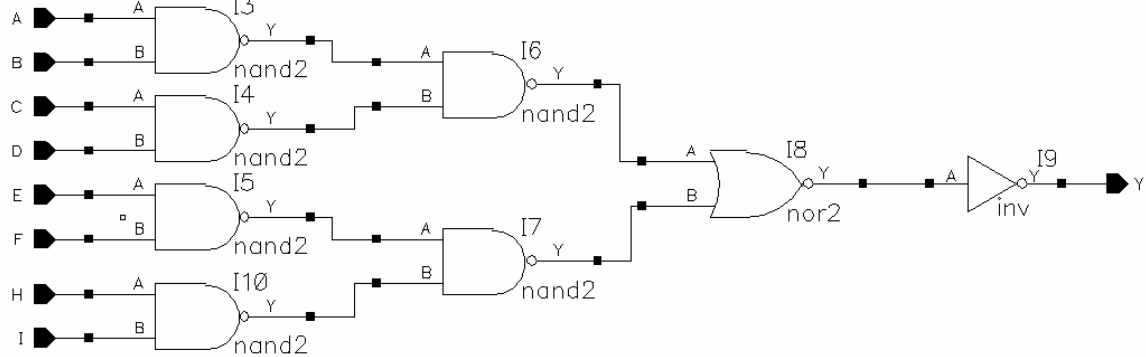 A A I3
Y
B B nand2
I6
A Y
C A I4
Y
B nand2
D B nand2
I8
A Y
I9
A Y Y
E A I5
Y
B nor2 inv
F B nand2
I7
A Y
H A I10
Y
B nand2
I B nand2